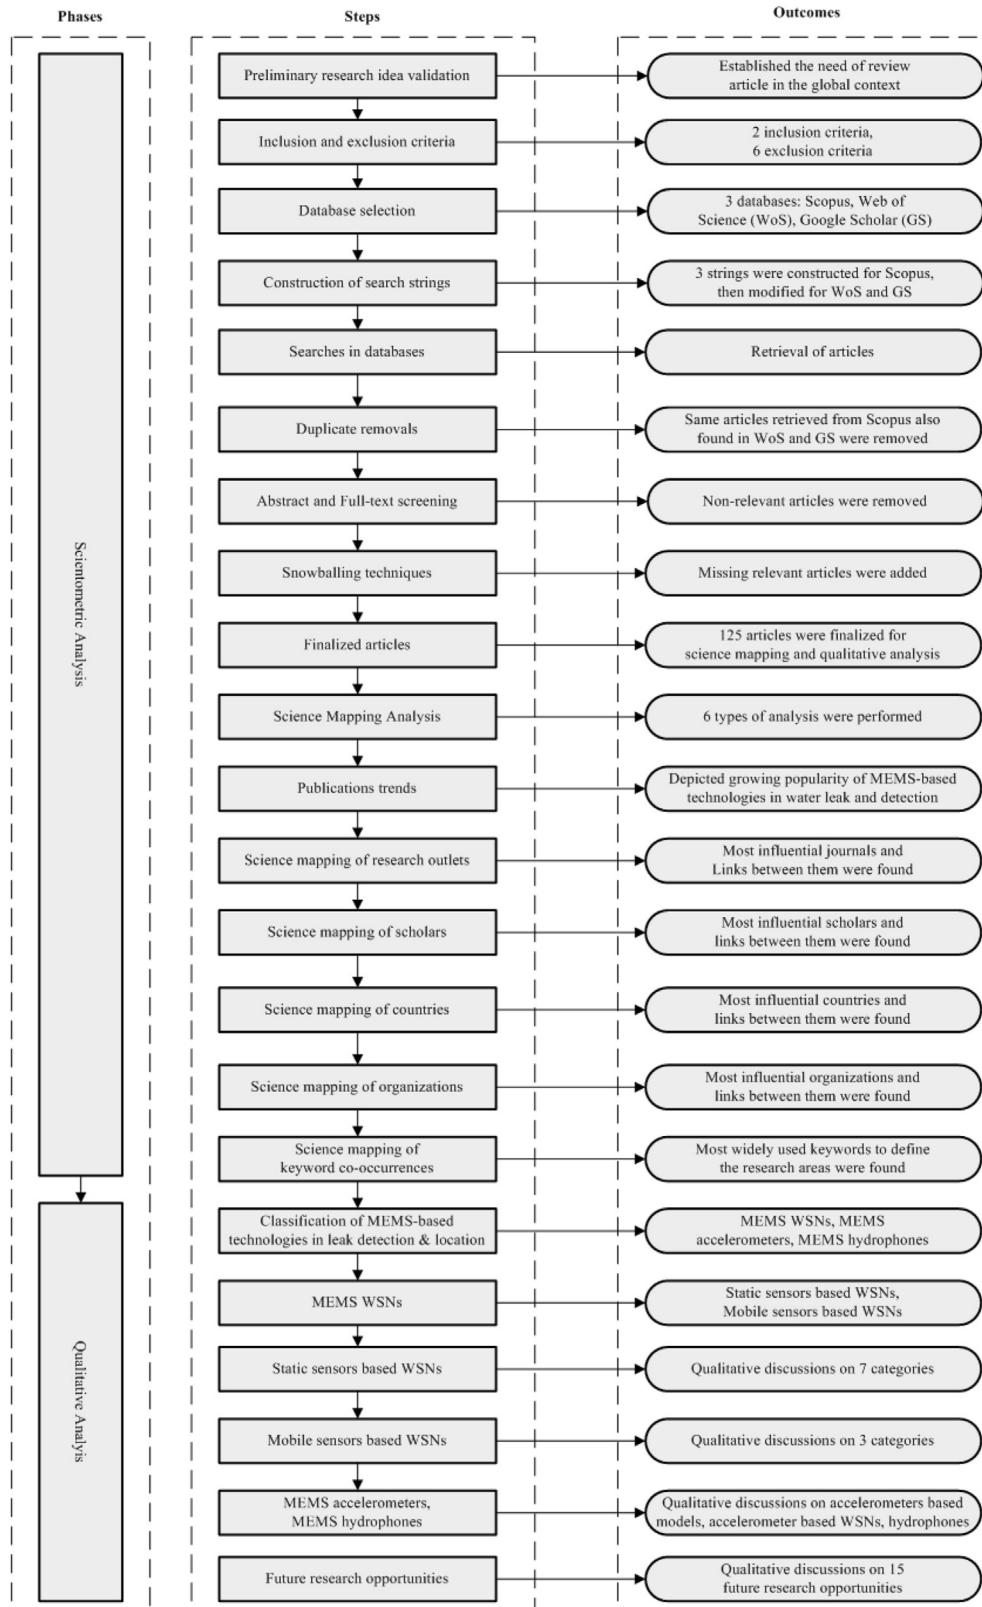 Phases
Steps
Outcomes
Scientometric Analysis
Qualitative Analyis
Preliminary research idea validation
Established the need of review
article in the global context
Inclusion and exclusion criteria
2 inclusion criteria,
6 exclusion criteria
Database selection
3 databases: Scopus, Web of
Science (WoS), Google Scholar (GS)
Construction of search strings
3 strings were constructed for Scopus,
then modified for WoS and GS
Searches in databases
Retrieval of articles
Duplicate removals
Same articles retrieved from Scopus also
found in WoS and GS were removed
Abstract and Full-text screening
Non-relevant articles were removed
Snowballing techniques
Missing relevant articles were added
Finalized articles
125 articles were finalized for
science mapping and qualitative analysis
Science Mapping Analysis
6 types of analysis were performed
Publications trends
Depicted growing popularity of MEMS-based
technologies in water leak and detection
Science mapping of research outlets
Most influential journals and
Links between them were found
Science mapping of scholars
Most influential scholars and
links between them were found
Science mapping of countries
Most influential countries and
links between them were found
Science mapping of organizations
Most influential organizations and
links between them were found
Science mapping of
keyword co-occurrences
Most widely used keywords to define
the research areas were found
Classification of MEMS-based
technologies in leak detection & location
MEMS WSNs, MEMS
accelerometers, MEMS hydrophones
MEMS WSNs
Static sensors based WSNs,
Mobile sensors based WSNs
Static sensors based WSNs
Qualitative discussions on 7 categories
Mobile sensors based WSNs
Qualitative discussions on 3 categories
MEMS accelerometers,
MEMS hydrophones
Qualitative discussions on accelerometers based
models, accelerometer based WSNs, hydrophones
Future research opportunities
Qualitative discussions on 15
future research opportunities